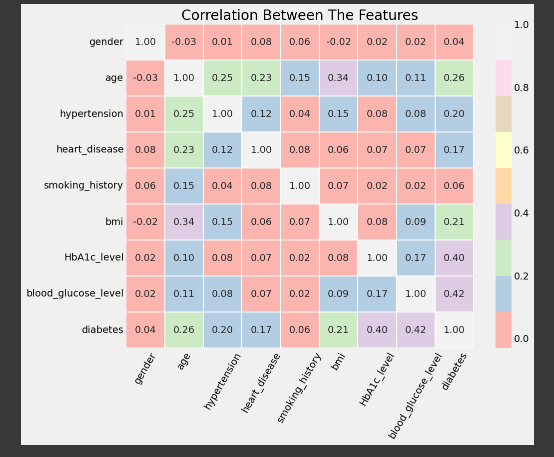 Correlation Between The Features
gender 1.00 -0.03 0.01 0.08 0.06 -0.02 0.02 0.02 0.04
age -0.03 1.00 0.25 0.23 0.15 0.34 0.10 0.11 0.26
hypertension 0.01 0.25 1.00 0.12 0.04 0.15 0.08 0.08 0.20
heart_disease 0.08 0.23 0.12 1.00 0.08 0.06 0.07 0.07 0.17
smoking_history 0.06 0.15 0.04 0.08 1.00 0.07 0.02 0.02 0.06
bmi -0.02 0.34 0.15 0.06 0.07 1.00 0.08 0.09 0.21
HbA1c_level 0.02 0.10 0.08 0.07 0.02 0.08 1.00 0.17 0.40
blood_glucose_level 0.02 0.11 0.08 0.07 0.02 0.09 0.17 1.00 0.42
diabetes 0.04 0.26 0.20 0.17 0.06 0.21 0.40 0.42 1.00
gender age hypertension heart_disease smoking_history bmi HbA1c_level blood_glucose_level diabetes
1.0
0.8
0.6
0.4
0.2
0.0